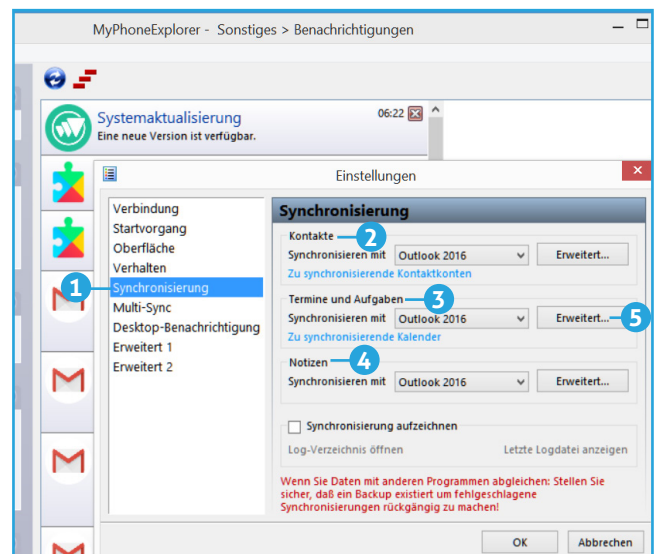 MyPhoneExplorer - Sonstiges > Benachrichtigungen
Systemaktualisierung
06:22
Eine neue Version ist verfügbar.
Einstellungen
Verbindung
Startvorgang
Oberfläche
Verhalten
1
Synchronisierung
Multi-Sync
Desktop-Benachrichtigung
Erweitert 1
Erweitert 2
Synchronisierung
Kontakte
2
Synchronisieren mit
Outlook 2016
Erweitert...
Zu synchronisierende Kontaktkonten
Termine und Aufgaben
3
Synchronisieren mit
Outlook 2016
Erweitert...
5
Zu synchronisierende Kalender
Notizen
4
Synchronisieren mit
Outlook 2016
Erweitert...
Synchronisierung aufzeichnen
Log-Verzeichnis öffnen
Letzte Logdatei anzeigen
Wenn Sie Daten mit anderen Programmen abgleichen: Stellen Sie
sicher, daß ein Backup existiert um fehlgeschlagene
Synchronisierungen rückgängig zu machen!
OK
Abbrechen